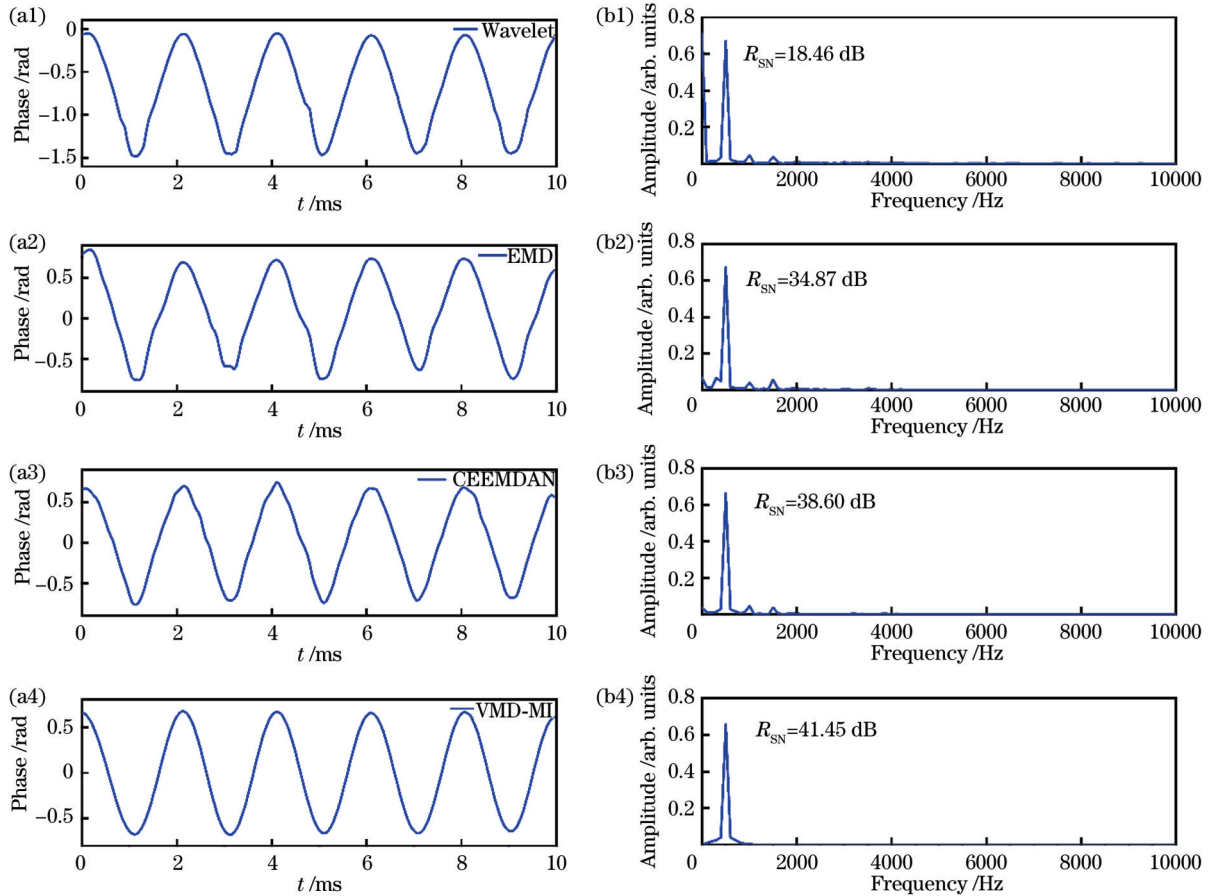 (a1)
Wavelet
0
−0.5
−1.0
−1.5
Phase /rad
0 2 4 6 8 10
t /ms
(b1)
0.8
0.6
0.4
0.2
Amplitude /arb. units
R_SN=18.46 dB
0 2000 4000 6000 8000 10000
Frequency /Hz
(a2)
EMD
0.5
0
−0.5
Phase /rad
0 2 4 6 8 10
t /ms
(b2)
0.8
0.6
0.4
0.2
Amplitude /arb. units
R_SN=34.87 dB
0 2000 4000 6000 8000 10000
Frequency /Hz
(a3)
CEEMDAN
0.5
0
−0.5
Phase /rad
0 2 4 6 8 10
t /ms
(b3)
0.8
0.6
0.4
0.2
Amplitude /arb. units
R_SN=38.60 dB
0 2000 4000 6000 8000 10000
Frequency /Hz
(a4)
VMD-MI
0.5
0
−0.5
Phase /rad
0 2 4 6 8 10
t /ms
(b4)
0.8
0.6
0.4
0.2
Amplitude /arb. units
R_SN=41.45 dB
0 2000 4000 6000 8000 10000
Frequency /Hz